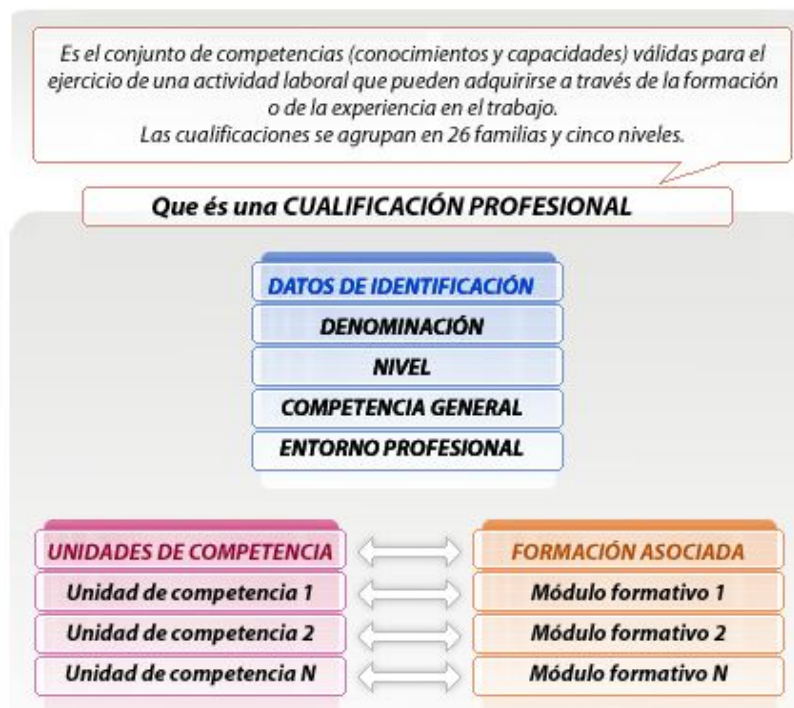 Es el conjunto de competencias (conocimientos y capacidades) válidas para el
ejercicio de una actividad laboral que pueden adquirirse a través de la formación
o de la experiencia en el trabajo.
Las cualificaciones se agrupan en 26 familias y cinco niveles.
Que és una CUALIFICACIÓN PROFESIONAL
DATOS DE IDENTIFICACIÓN
DENOMINACIÓN
NIVEL
COMPETENCIA GENERAL
ENTORNO PROFESIONAL
UNIDADES DE COMPETENCIA
FORMACIÓN ASOCIADA
Unidad de competencia 1
Módulo formativo 1
Unidad de competencia 2
Módulo formativo 2
Unidad de competencia N
Módulo formativo N